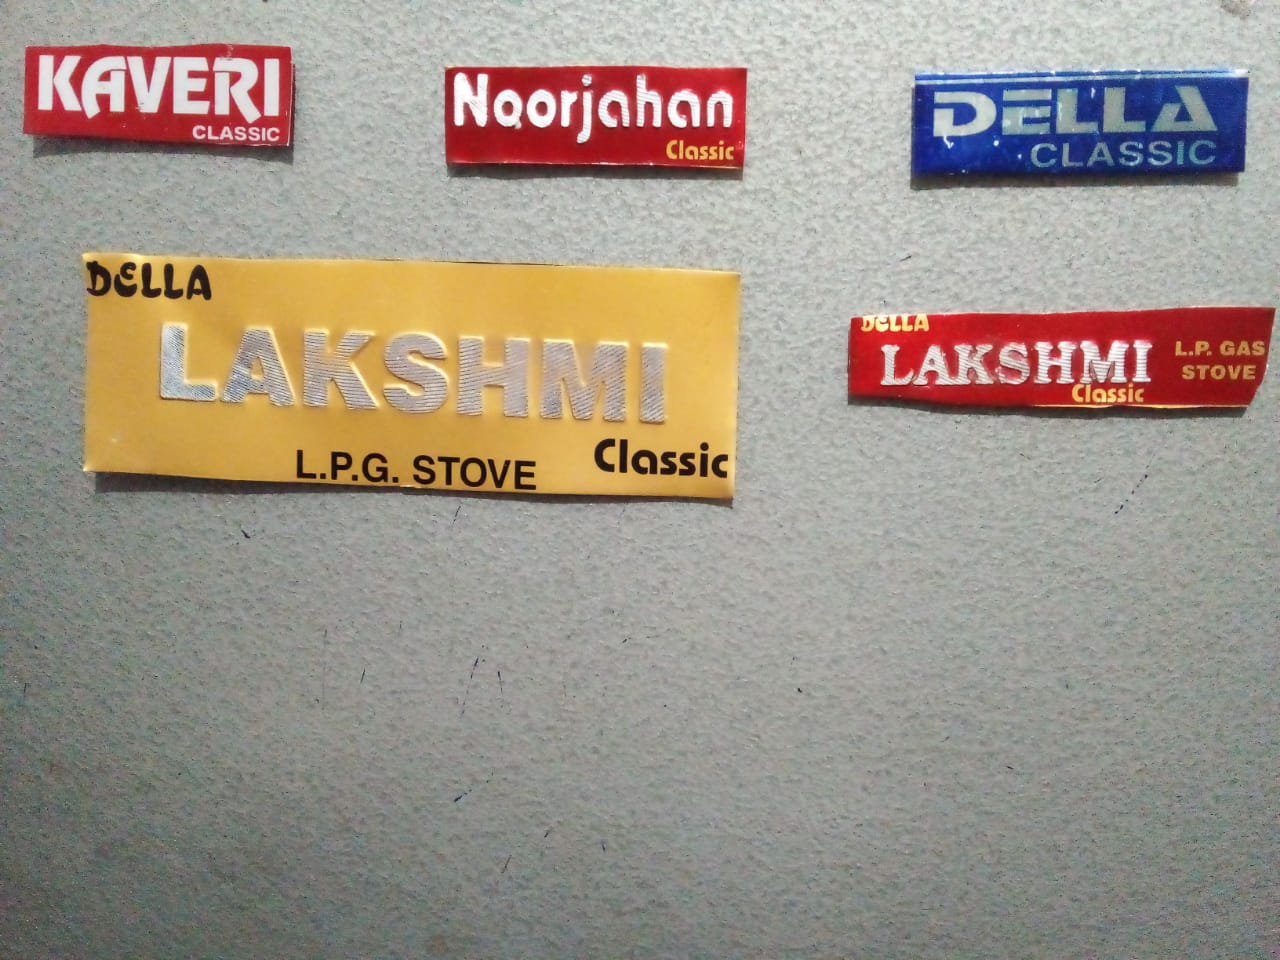 KAVERI
CLASSIC
Noorjahan
Classic
DELLA
CLASSIC
DELLA
LAKSHMI
L.P.G. STOVE
Classic
DELLA
LAKSHMI
Classic
L.P. GAS
STOVE